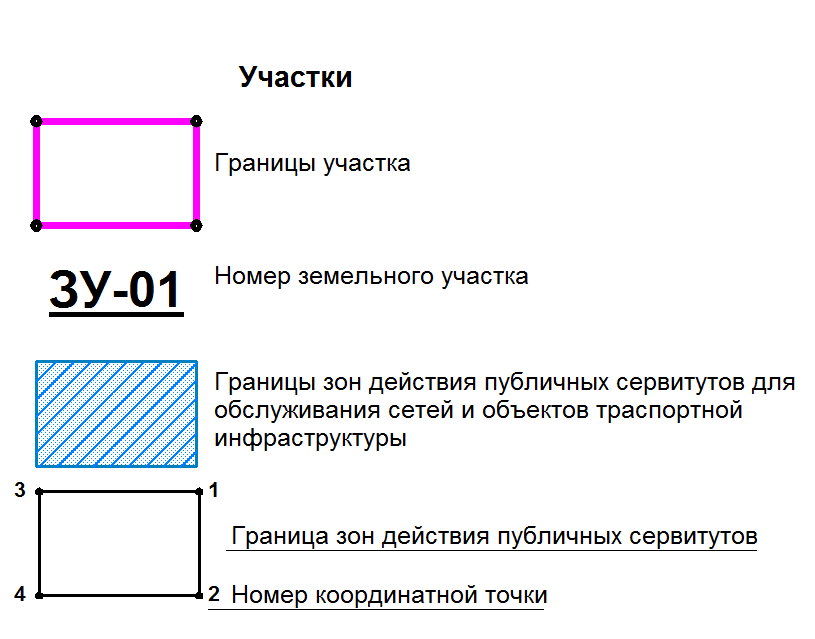 Участки
Границы участка
ЗУ-01
Номер земельного участка
Границы зон действия публичных сервитутов для
обслуживания сетей и объектов траспортной
инфраструктуры
3
1
Граница зон действия публичных сервитутов
4
2
Номер координатной точки